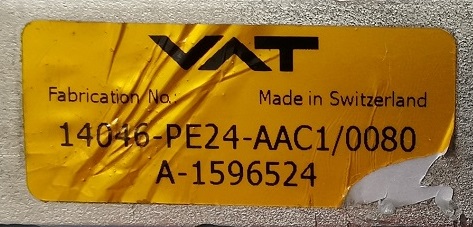 VAT
Fabrication No.: Made in Switzerland
14046-PE24-AAC1/0080
A-1596524